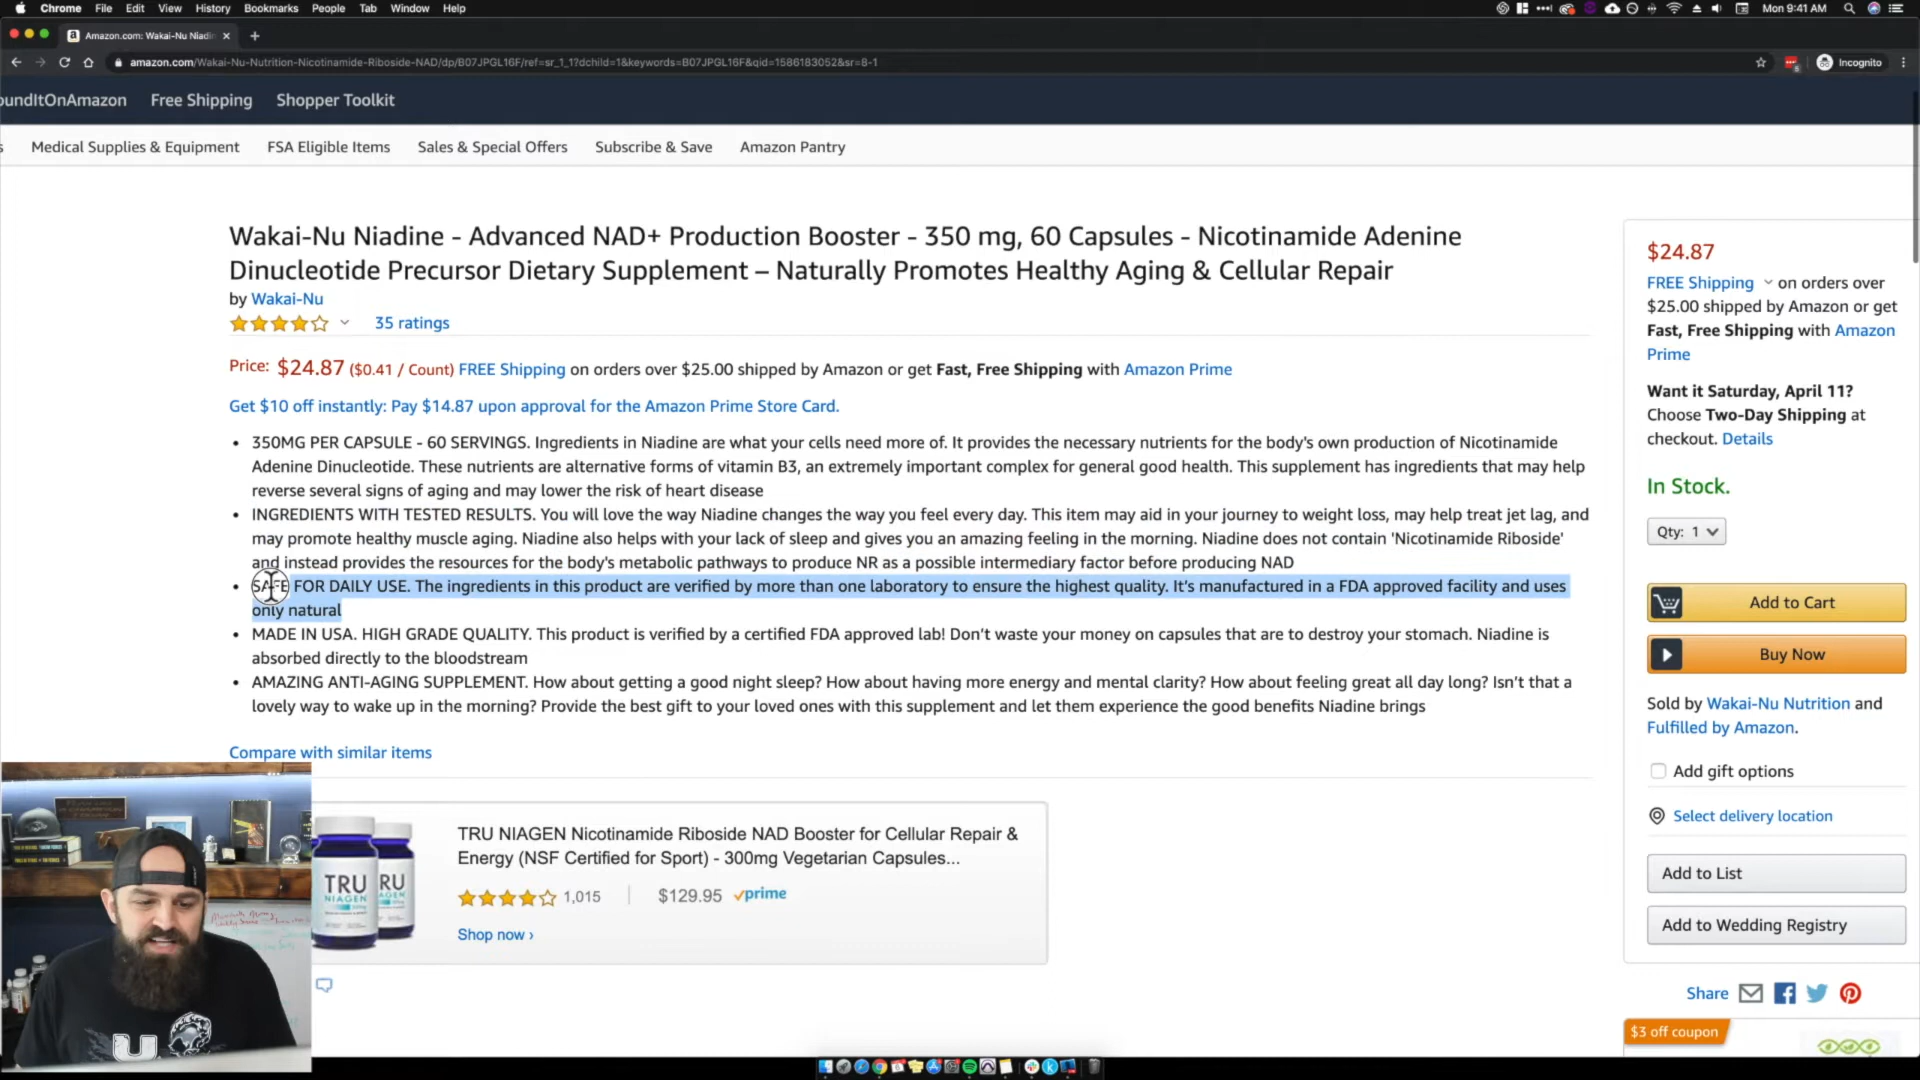 Chrome File Edit View History Bookmarks People Tab Window Help
Mon 9:41 AM
Amazon.com: Wakai-Nu Niadin
amazon.com/Wakai-Nu-Nutrition-Nicotinamide-Riboside-NAD/dp/B07JPGL16F/ref=sr_1_1?dchild=1&keywords=B07JPGL16F&qid=1586183052&sr=8-1
Incognito
oundItOnAmazon Free Shipping Shopper Toolkit
s Medical Supplies & Equipment FSA Eligible Items Sales & Special Offers Subscribe & Save Amazon Pantry
Wakai-Nu Niadine - Advanced NAD+ Production Booster - 350 mg, 60 Capsules - Nicotinamide Adenine
Dinucleotide Precursor Dietary Supplement – Naturally Promotes Healthy Aging & Cellular Repair
by Wakai-Nu
35 ratings
Price: $24.87 ($0.41 / Count) FREE Shipping on orders over $25.00 shipped by Amazon or get Fast, Free Shipping with Amazon Prime
Get $10 off instantly: Pay $14.87 upon approval for the Amazon Prime Store Card.
• 350MG PER CAPSULE - 60 SERVINGS. Ingredients in Niadine are what your cells need more of. It provides the necessary nutrients for the body's own production of Nicotinamide
Adenine Dinucleotide. These nutrients are alternative forms of vitamin B3, an extremely important complex for general good health. This supplement has ingredients that may help
reverse several signs of aging and may lower the risk of heart disease
• INGREDIENTS WITH TESTED RESULTS. You will love the way Niadine changes the way you feel every day. This item may aid in your journey to weight loss, may help treat jet lag, and
may promote healthy muscle aging. Niadine also helps with your lack of sleep and gives you an amazing feeling in the morning. Niadine does not contain 'Nicotinamide Riboside'
and instead provides the resources for the body's metabolic pathways to produce NR as a possible intermediary factor before producing NAD
• SAFE FOR DAILY USE. The ingredients in this product are verified by more than one laboratory to ensure the highest quality. It's manufactured in a FDA approved facility and uses
only natural
• MADE IN USA. HIGH GRADE QUALITY. This product is verified by a certified FDA approved lab! Don't waste your money on capsules that are to destroy your stomach. Niadine is
absorbed directly to the bloodstream
• AMAZING ANTI-AGING SUPPLEMENT. How about getting a good night sleep? How about having more energy and mental clarity? How about feeling great all day long? Isn't that a
lovely way to wake up in the morning? Provide the best gift to your loved ones with this supplement and let them experience the good benefits Niadine brings
Compare with similar items
TRU NIAGEN Nicotinamide Riboside NAD Booster for Cellular Repair &
Energy (NSF Certified for Sport) - 300mg Vegetarian Capsules...
1,015 $129.95 prime
Shop now ›
TRU
NIAGEN
RU
$24.87
FREE Shipping on orders over
$25.00 shipped by Amazon or get
Fast, Free Shipping with Amazon
Prime
Want it Saturday, April 11?
Choose Two-Day Shipping at
checkout. Details
In Stock.
Qty: 1
Add to Cart
Buy Now
Sold by Wakai-Nu Nutrition and
Fulfilled by Amazon.
Add gift options
Select delivery location
Add to List
Add to Wedding Registry
Share
$3 off coupon